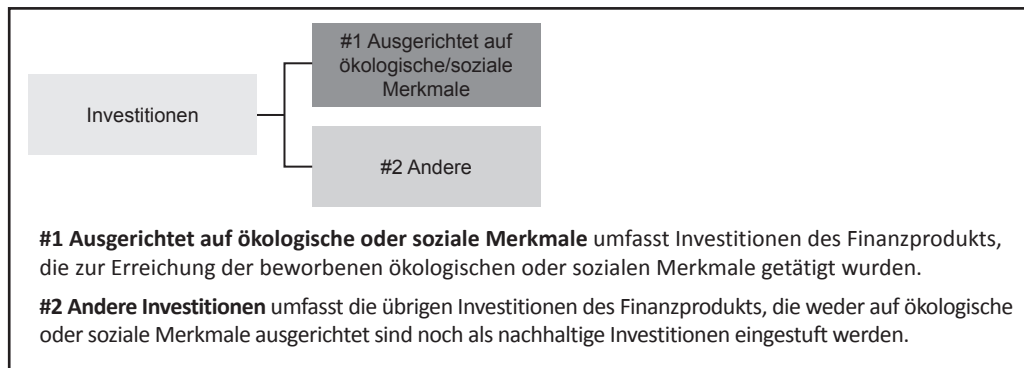 #1 Ausgerichtet auf
ökologische/soziale
Merkmale
Investitionen
#2 Andere
#1 Ausgerichtet auf ökologische oder soziale Merkmale umfasst Investitionen des Finanzprodukts,
die zur Erreichung der beworbenen ökologischen oder sozialen Merkmale getätigt wurden.
#2 Andere Investitionen umfasst die übrigen Investitionen des Finanzprodukts, die weder auf ökologische
oder soziale Merkmale ausgerichtet sind noch als nachhaltige Investitionen eingestuft werden.